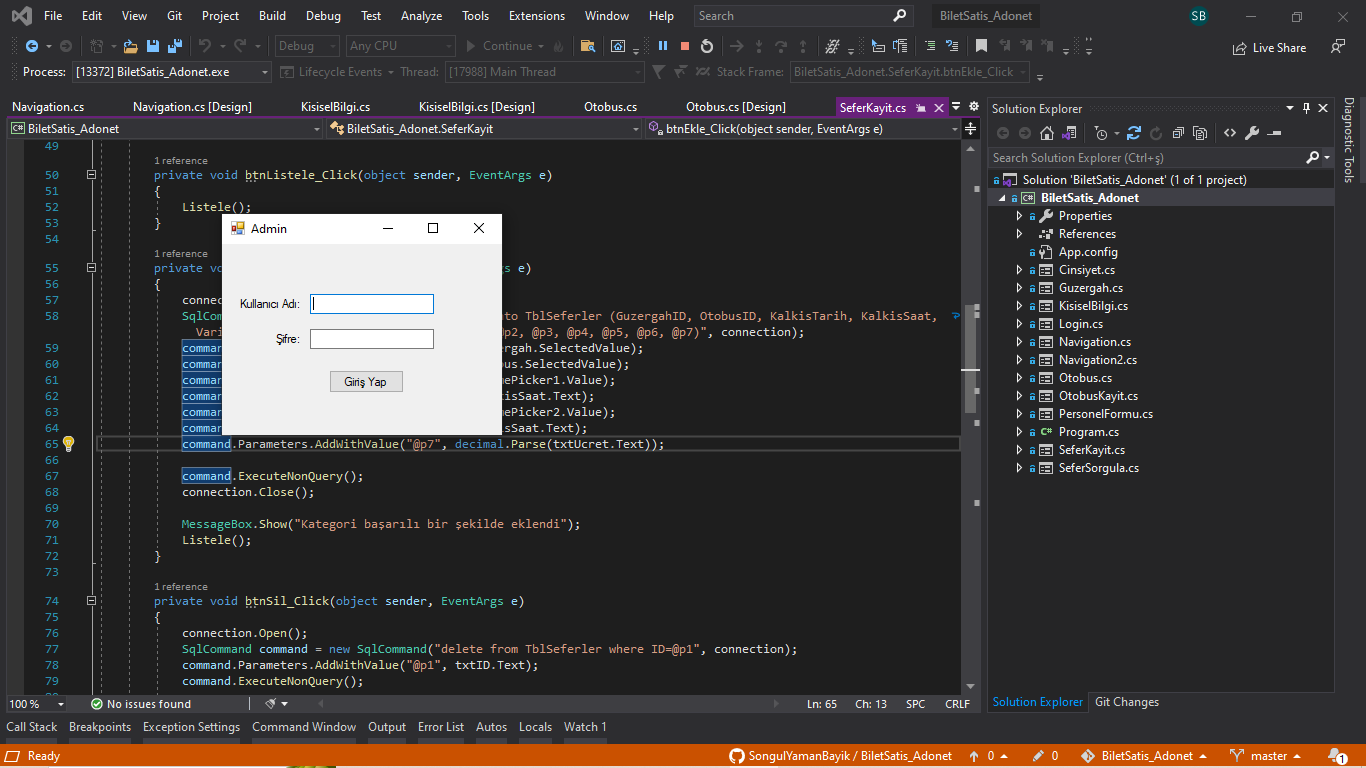 File Edit View Git Project Build Debug Test Analyze Tools Extensions Window Help Search BiletSatis_Adonet SB
Debug Any CPU Continue Live Share
Process: [13372] BiletSatis_Adonet.exe Lifecycle Events Thread: [17988] Main Thread Stack Frame: BiletSatis_Adonet.SeferKayit.btnEkle_Click
Navigation.cs Navigation.cs [Design] KisiselBilgi.cs KisiselBilgi.cs [Design] Otobus.cs Otobus.cs [Design] SeferKayit.cs
C# BiletSatis_Adonet BiletSatis_Adonet.SeferKayit btnEkle_Click(object sender, EventArgs e)
49
1 reference
50 private void btnListele_Click(object sender, EventArgs e)
51 {
52 Listele();
53 }
54
1 reference
55 private vo gs e)
56 {
57 connec
58 SqlCom to TblSeferler (GuzergahID, OtobusID, KalkisTarih, KalkisSaat,
Vari p2, @p3, @p4, @p5, @p6, @p7)", connection);
59 comman rgah.SelectedValue);
60 comman bus.SelectedValue);
61 comman mePicker1.Value);
62 comman kisSaat.Text);
63 comman mePicker2.Value);
64 comman isSaat.Text);
65 command.Parameters.AddWithValue("@p7", decimal.Parse(txtUcret.Text));
66
67 command.ExecuteNonQuery();
68 connection.Close();
69
70 MessageBox.Show("Kategori başarılı bir şekilde eklendi");
71 Listele();
72 }
73
1 reference
74 private void btnSil_Click(object sender, EventArgs e)
75 {
76 connection.Open();
77 SqlCommand command = new SqlCommand("delete from TblSeferler where ID=@p1", connection);
78 command.Parameters.AddWithValue("@p1", txtID.Text);
79 command.ExecuteNonQuery();
Admin
Kullanıcı Adı:
Şifre:
Giriş Yap
100 % No issues found Ln: 65 Ch: 13 SPC CRLF
Solution Explorer
Search Solution Explorer (Ctrl+ş)
Solution 'BiletSatis_Adonet' (1 of 1 project)
C# BiletSatis_Adonet
Properties
References
App.config
Cinsiyet.cs
Guzergah.cs
KisiselBilgi.cs
Login.cs
Navigation.cs
Navigation2.cs
Otobus.cs
OtobusKayit.cs
PersonelFormu.cs
C# Program.cs
SeferKayit.cs
SeferSorgula.cs
Solution Explorer Git Changes
Diagnostic Tools
Call Stack Breakpoints Exception Settings Command Window Output Error List Autos Locals Watch 1
Ready SongulYamanBayik / BiletSatis_Adonet 0 0 BiletSatis_Adonet master 1